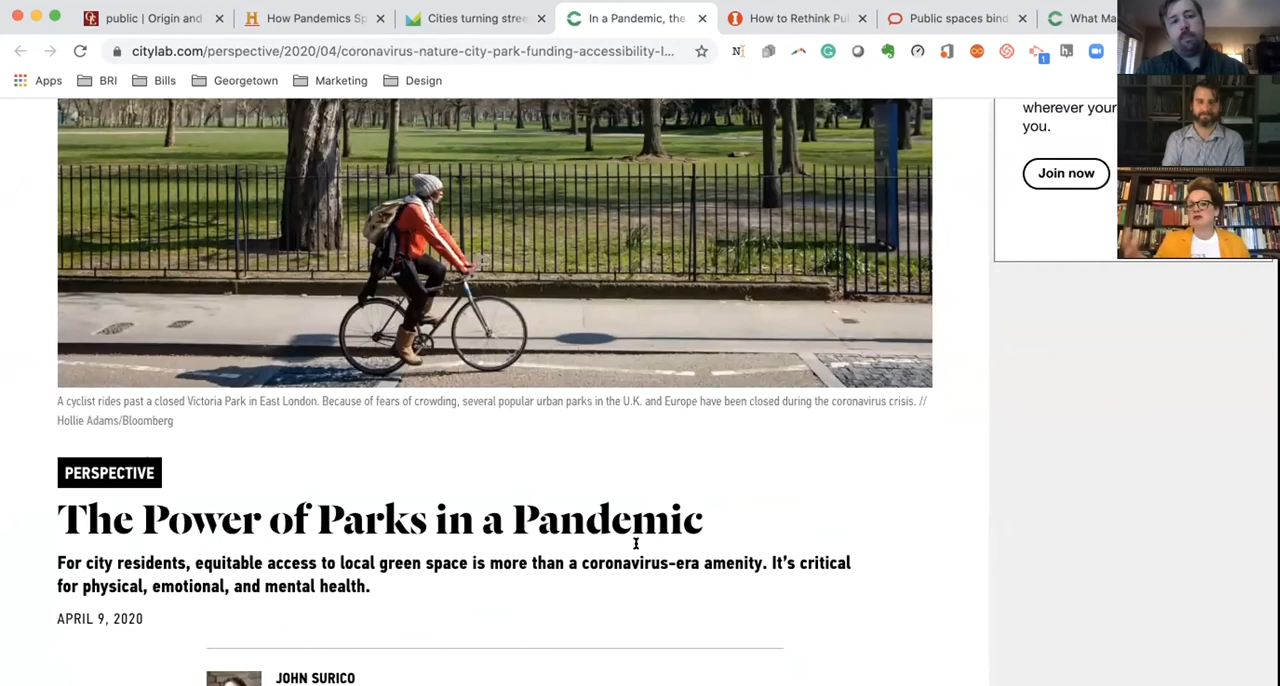 public | Origin and
How Pandemics Sp
Cities turning stree
In a Pandemic, the
How to Rethink Pul
Public spaces bind
What Ma
citylab.com/perspective/2020/04/coronavirus-nature-city-park-funding-accessibility-l...
1
Apps
BRI
Bills
Georgetown
Marketing
Design
wherever your
you.
Join now
A cyclist rides past a closed Victoria Park in East London. Because of fears of crowding, several popular urban parks in the U.K. and Europe have been closed during the coronavirus crisis. //
Hollie Adams/Bloomberg
PERSPECTIVE
The Power of Parks in a Pandemic
For city residents, equitable access to local green space is more than a coronavirus-era amenity. It's critical
for physical, emotional, and mental health.
APRIL 9, 2020
JOHN SURICO